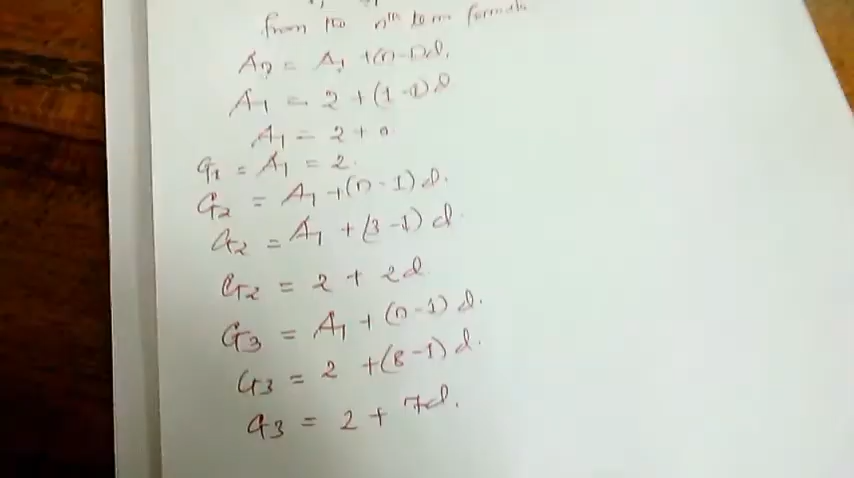 from the nth term formula
An = A1 + (n-1)d.
A1 = 2 + (1-1)d
A1 = 2 + 0
G1 = A1 = 2.
G2 = A1 + (n-1)d.
G2 = A1 + (3-1)d.
G2 = 2 + 2d
G3 = A1 + (n-1)d.
G3 = 2 + (8-1)d.
G3 = 2 + 7d.